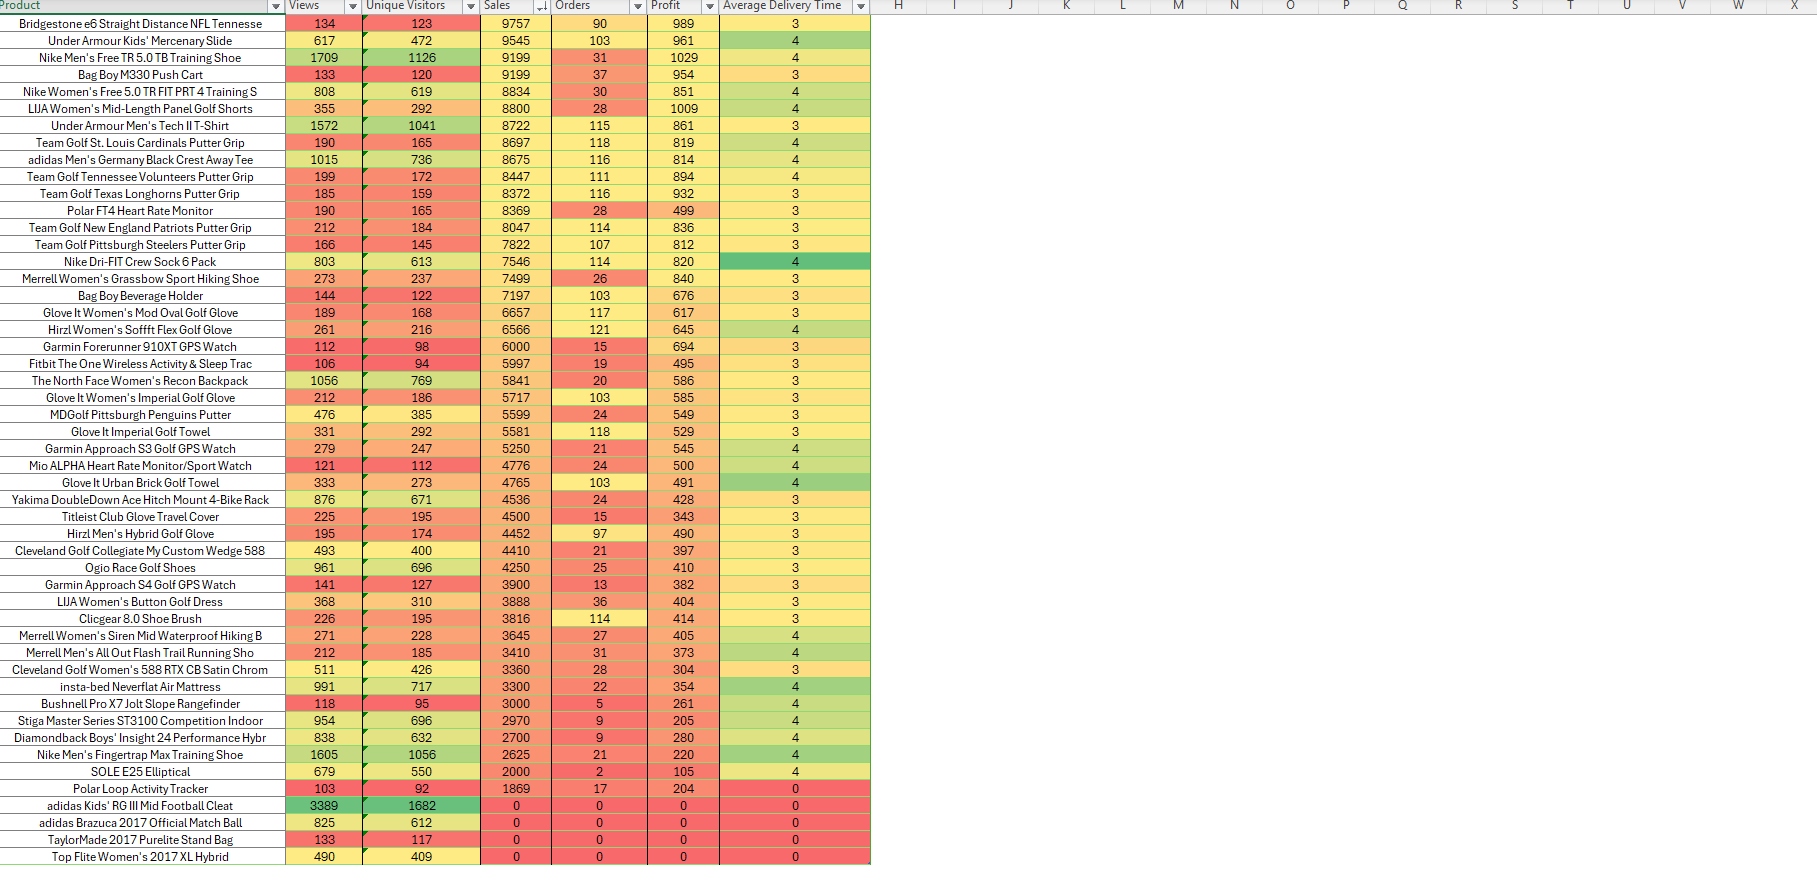 Product Views Unique Visitors Sales Orders Profit Average Delivery Time H I J K L M N O P Q R S T U V W X
Bridgestone e6 Straight Distance NFL Tennesse 134 123 9757 90 989 3
Under Armour Kids' Mercenary Slide 617 472 9545 103 961 4
Nike Men's Free TR 5.0 TB Training Shoe 1709 1126 9199 31 1029 4
Bag Boy M330 Push Cart 133 120 9199 37 954 3
Nike Women's Free 5.0 TR FIT PRT 4 Training S 808 619 8834 30 851 4
LIJA Women's Mid-Length Panel Golf Shorts 355 292 8800 28 1009 4
Under Armour Men's Tech II T-Shirt 1572 1041 8722 115 861 3
Team Golf St. Louis Cardinals Putter Grip 190 165 8697 118 819 4
adidas Men's Germany Black Crest Away Tee 1015 736 8675 116 814 4
Team Golf Tennessee Volunteers Putter Grip 199 172 8447 111 894 4
Team Golf Texas Longhorns Putter Grip 185 159 8372 116 932 3
Polar FT4 Heart Rate Monitor 190 165 8369 28 499 3
Team Golf New England Patriots Putter Grip 212 184 8047 114 836 3
Team Golf Pittsburgh Steelers Putter Grip 166 145 7822 107 812 3
Nike Dri-FIT Crew Sock 6 Pack 803 613 7546 114 820 4
Merrell Women's Grassbow Sport Hiking Shoe 273 237 7499 26 840 3
Bag Boy Beverage Holder 144 122 7197 103 676 3
Glove It Women's Mod Oval Golf Glove 189 168 6657 117 617 3
Hirzl Women's Soffft Flex Golf Glove 261 216 6566 121 645 4
Garmin Forerunner 910XT GPS Watch 112 98 6000 15 694 3
Fitbit The One Wireless Activity & Sleep Trac 106 94 5997 19 495 3
The North Face Women's Recon Backpack 1056 769 5841 20 586 3
Glove It Women's Imperial Golf Glove 212 186 5717 103 585 3
MDGolf Pittsburgh Penguins Putter 476 385 5599 24 549 3
Glove It Imperial Golf Towel 331 292 5581 118 529 3
Garmin Approach S3 Golf GPS Watch 279 247 5250 21 545 4
Mio ALPHA Heart Rate Monitor/Sport Watch 121 112 4776 24 500 4
Glove It Urban Brick Golf Towel 333 273 4765 103 491 4
Yakima DoubleDown Ace Hitch Mount 4-Bike Rack 876 671 4536 24 428 3
Titleist Club Glove Travel Cover 225 195 4500 15 343 3
Hirzl Men's Hybrid Golf Glove 195 174 4452 97 490 3
Cleveland Golf Collegiate My Custom Wedge 588 493 400 4410 21 397 3
Ogio Race Golf Shoes 961 696 4250 25 410 3
Garmin Approach S4 Golf GPS Watch 141 127 3900 13 382 3
LIJA Women's Button Golf Dress 368 310 3888 36 404 3
Clicgear 8.0 Shoe Brush 226 195 3816 114 414 3
Merrell Women's Siren Mid Waterproof Hiking B 271 228 3645 27 405 4
Merrell Men's All Out Flash Trail Running Sho 212 185 3410 31 373 4
Cleveland Golf Women's 588 RTX CB Satin Chrom 511 426 3360 28 304 3
insta-bed Neverflat Air Mattress 991 717 3300 22 354 4
Bushnell Pro X7 Jolt Slope Rangefinder 118 95 3000 5 261 4
Stiga Master Series ST3100 Competition Indoor 954 696 2970 9 205 4
Diamondback Boys' Insight 24 Performance Hybr 838 632 2700 9 280 4
Nike Men's Fingertrap Max Training Shoe 1605 1056 2625 21 220 4
SOLE E25 Elliptical 679 550 2000 2 105 4
Polar Loop Activity Tracker 103 92 1869 17 204 0
adidas Kids' RG III Mid Football Cleat 3389 1682 0 0 0 0
adidas Brazuca 2017 Official Match Ball 825 612 0 0 0 0
TaylorMade 2017 Purelite Stand Bag 133 117 0 0 0 0
Top Flite Women's 2017 XL Hybrid 490 409 0 0 0 0